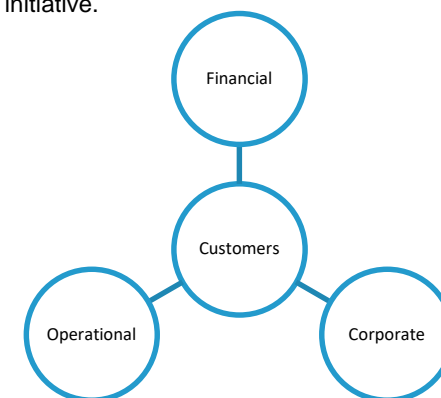 initiative.
Financial
Customers
Operational
Corporate